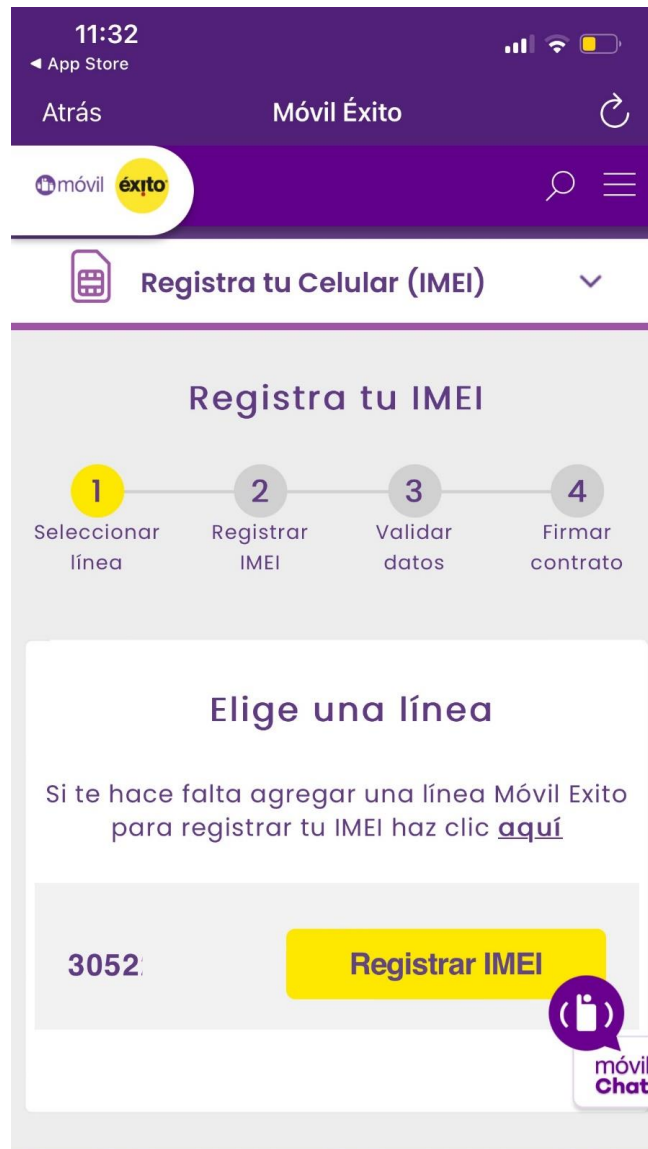 11:32
◀ App Store
Atrás Móvil Éxito
móvil éxito
Registra tu Celular (IMEI)
Registra tu IMEI
1 2 3 4
Seleccionar línea Registrar IMEI Validar datos Firmar contrato
Elige una línea
Si te hace falta agregar una línea Móvil Exito
para registrar tu IMEI haz clic aquí
3052 Registrar IMEI
móvil
Chat